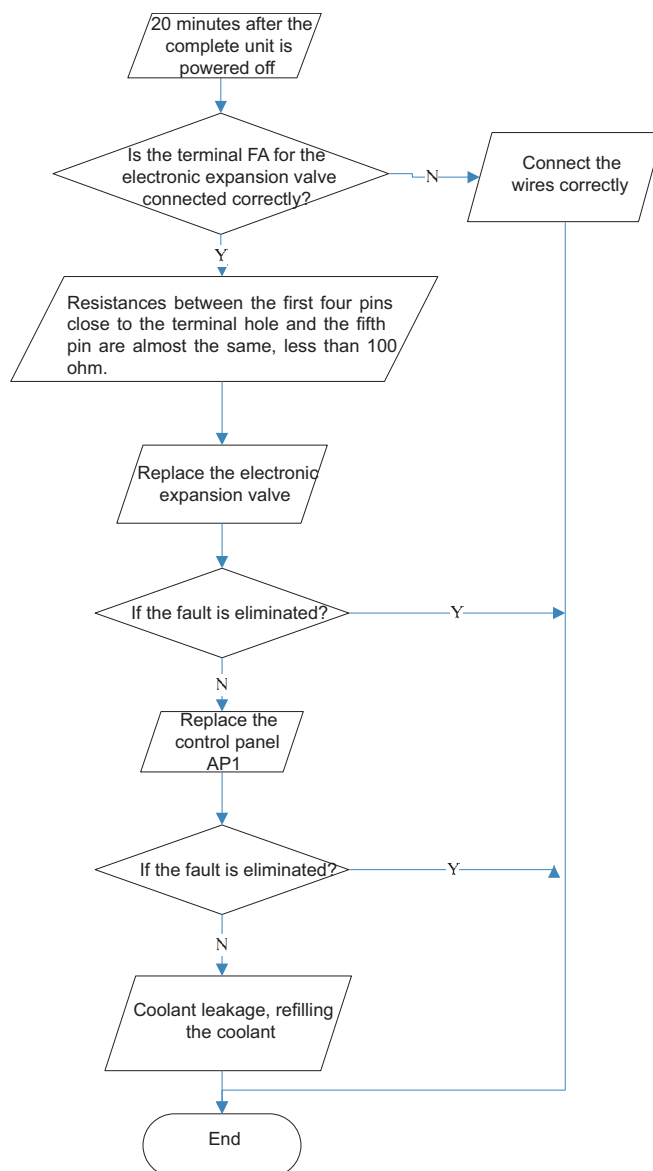 20 minutes after the
complete unit is
powered off
Is the terminal FA for the
electronic expansion valve
connected correctly?
N
Connect the
wires correctly
Y
Resistances between the first four pins
close to the terminal hole and the fifth
pin are almost the same, less than 100
ohm.
Replace the electronic
expansion valve
If the fault is eliminated?
Y
N
Replace the
control panel
AP1
If the fault is eliminated?
Y
N
Coolant leakage, refilling
the coolant
End